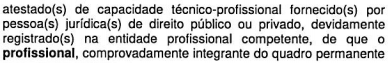 atestado(s) de capacidade técnico-profissional fornecido(s) por
pessoa(s) jurídica(s) de direito público ou privado, devidamente
registrado(s) na entidade profissional competente, de que o
profissional, comprovadamente integrante do quadro permanente